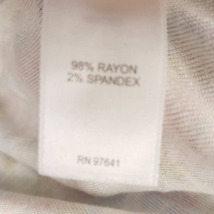 98% RAYON
2% SPANDEX
RN 97641